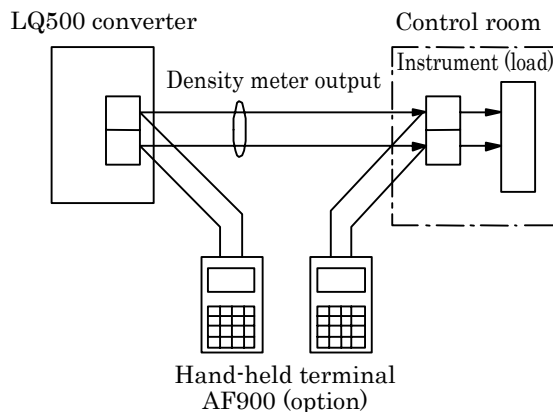 LQ500 converter
Control room
Instrument (load)
Density meter output
Hand-held terminal
AF900 (option)